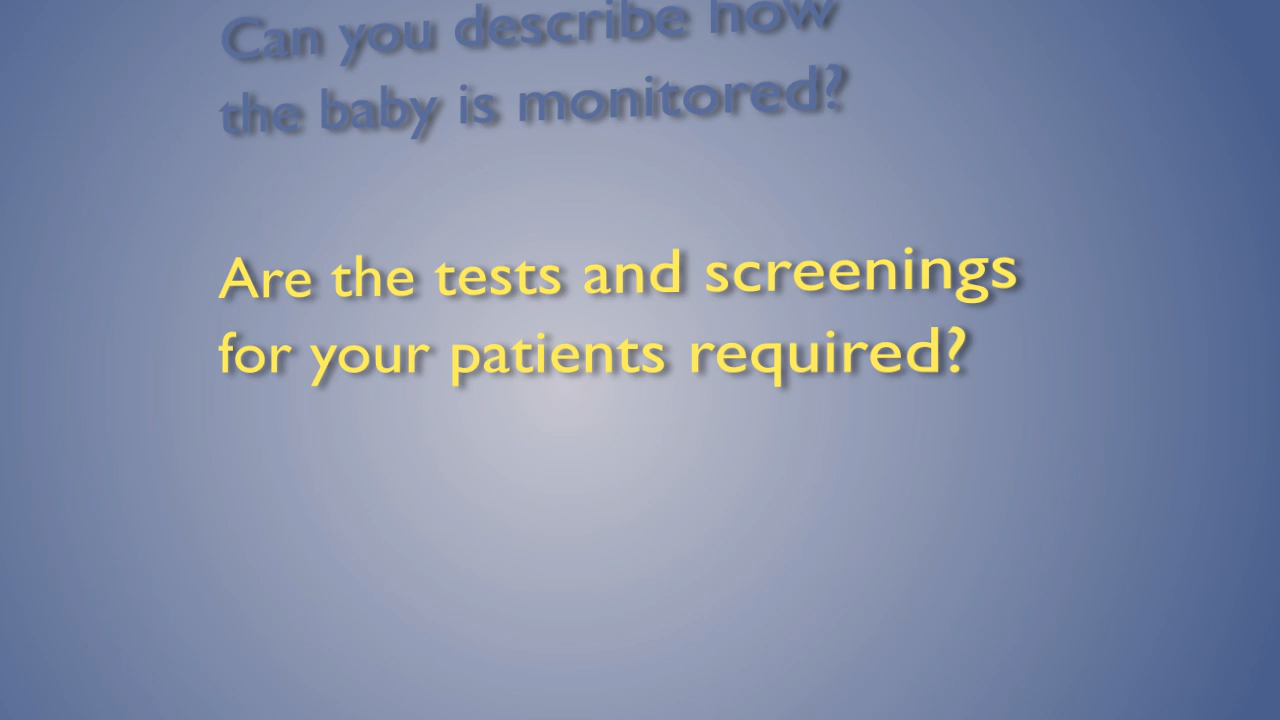 Can you describe how
the baby is monitored?
Are the tests and screenings
for your patients required?